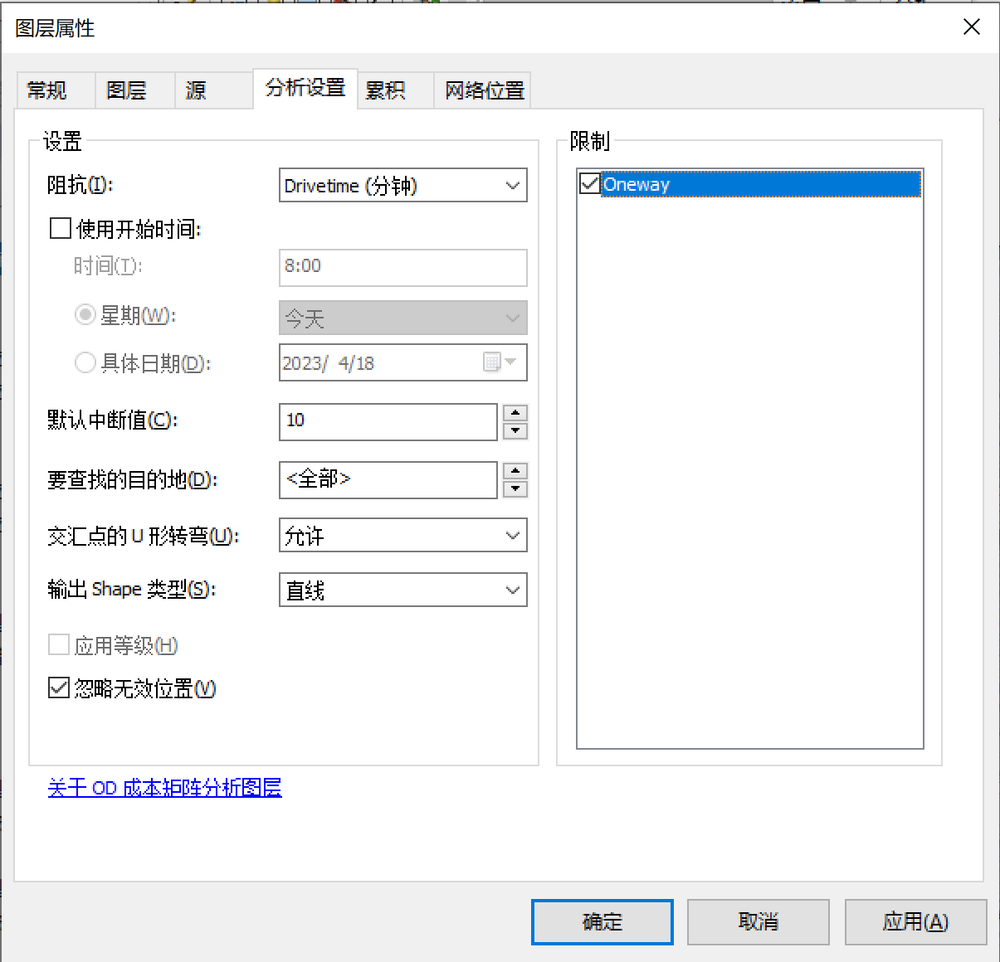 图层属性
常规 图层 源 分析设置 累积 网络位置
设置
阻抗(I): Drivetime (分钟)
使用开始时间:
时间(T): 8:00
星期(W): 今天
具体日期(D): 2023/ 4/18
默认中断值(C): 10
要查找的目的地(D): <全部>
交汇点的 U 形转弯(U): 允许
输出 Shape 类型(S): 直线
应用等级(H)
忽略无效位置(V)
限制
Oneway
关于 OD 成本矩阵分析图层
确定 取消 应用(A)